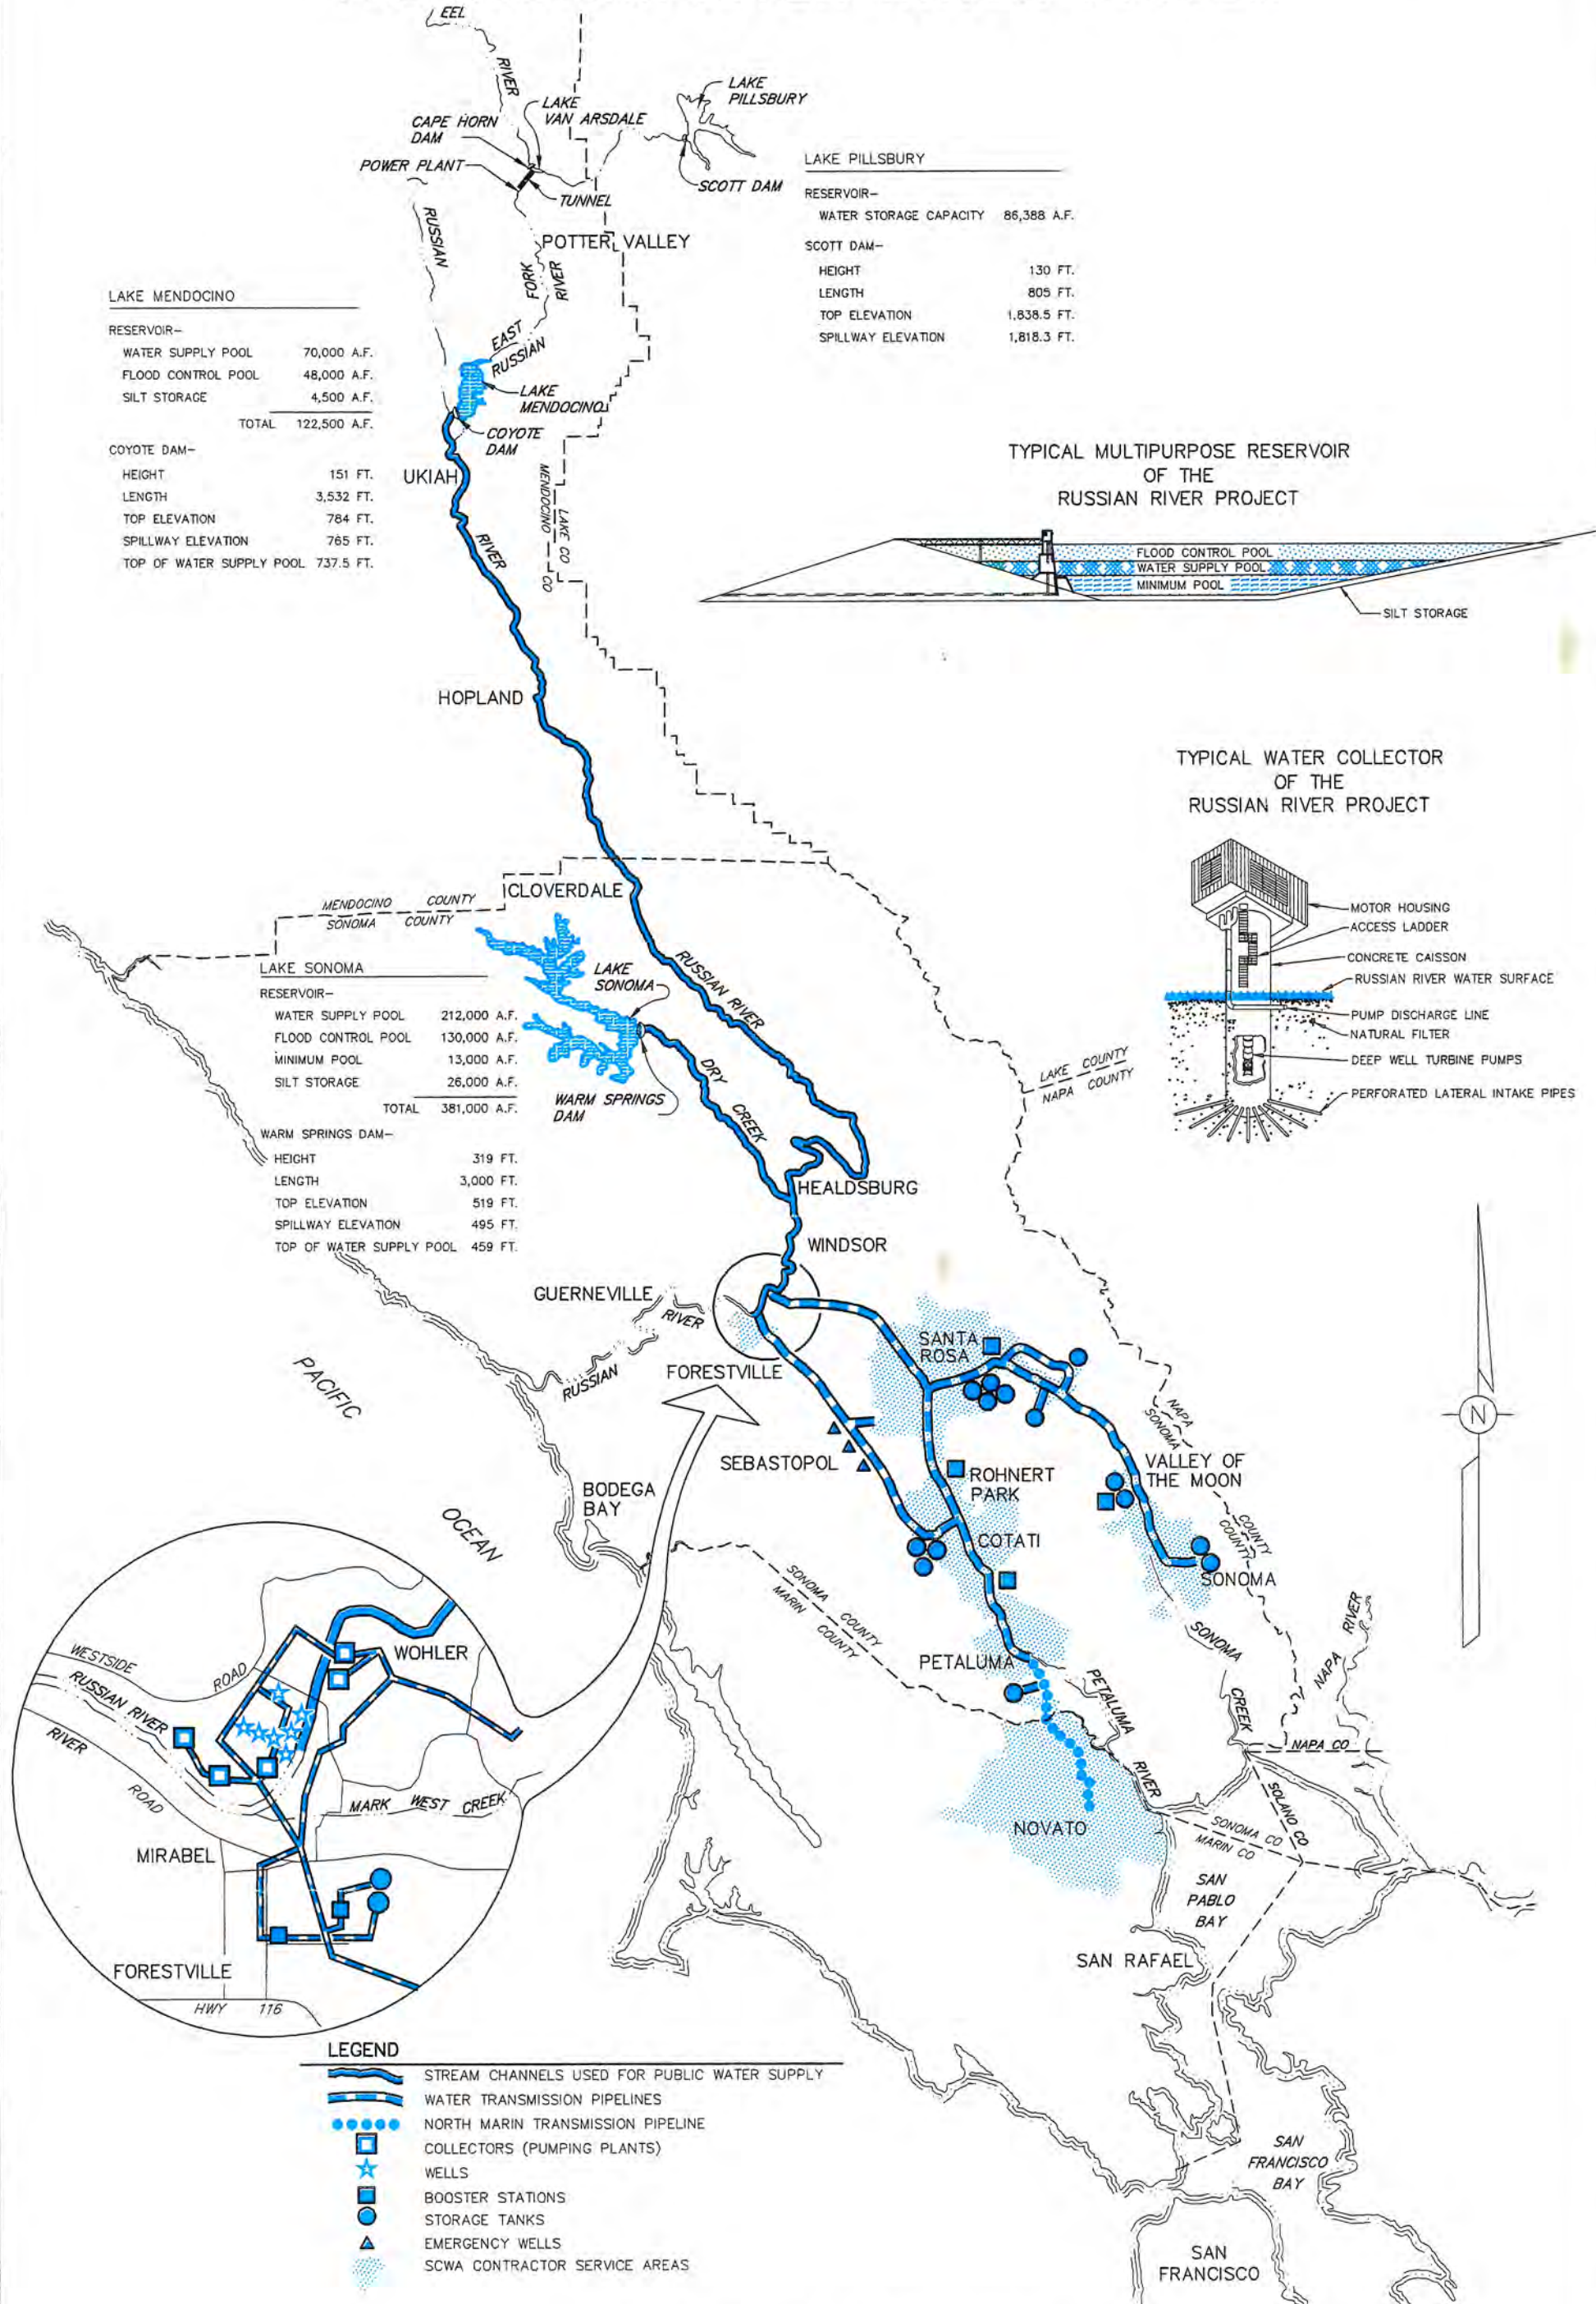 EEL
RIVER
LAKE
PILLSBURY
LAKE
VAN ARSDALE
CAPE HORN
DAM
POWER PLANT
TUNNEL
SCOTT DAM
RUSSIAN
POTTER VALLEY
EAST
FORK
RUSSIAN
RIVER
LAKE PILLSBURY
RESERVOIR–
WATER STORAGE CAPACITY 86,388 A.F.
SCOTT DAM–
HEIGHT 130 FT.
LENGTH 805 FT.
TOP ELEVATION 1,838.5 FT.
SPILLWAY ELEVATION 1,818.3 FT.
LAKE MENDOCINO
RESERVOIR–
WATER SUPPLY POOL 70,000 A.F.
FLOOD CONTROL POOL 48,000 A.F.
SILT STORAGE 4,500 A.F.
TOTAL 122,500 A.F.
COYOTE DAM–
HEIGHT 151 FT.
LENGTH 3,532 FT.
TOP ELEVATION 784 FT.
SPILLWAY ELEVATION 765 FT.
TOP OF WATER SUPPLY POOL 737.5 FT.
LAKE
MENDOCINO
COYOTE
DAM
UKIAH
MENDOCINO CO
LAKE CO
RIVER
TYPICAL MULTIPURPOSE RESERVOIR
OF THE
RUSSIAN RIVER PROJECT
FLOOD CONTROL POOL
WATER SUPPLY POOL
MINIMUM POOL
SILT STORAGE
HOPLAND
TYPICAL WATER COLLECTOR
OF THE
RUSSIAN RIVER PROJECT
MOTOR HOUSING
ACCESS LADDER
CONCRETE CAISSON
RUSSIAN RIVER WATER SURFACE
PUMP DISCHARGE LINE
NATURAL FILTER
DEEP WELL TURBINE PUMPS
PERFORATED LATERAL INTAKE PIPES
CLOVERDALE
MENDOCINO COUNTY
SONOMA COUNTY
LAKE SONOMA
RESERVOIR–
WATER SUPPLY POOL 212,000 A.F.
FLOOD CONTROL POOL 130,000 A.F.
MINIMUM POOL 13,000 A.F.
SILT STORAGE 26,000 A.F.
TOTAL 381,000 A.F.
WARM SPRINGS DAM–
HEIGHT 319 FT.
LENGTH 3,000 FT.
TOP ELEVATION 519 FT.
SPILLWAY ELEVATION 495 FT.
TOP OF WATER SUPPLY POOL 459 FT.
LAKE
SONOMA
RUSSIAN RIVER
DRY
CREEK
WARM SPRINGS
DAM
LAKE COUNTY
NAPA COUNTY
HEALDSBURG
WINDSOR
GUERNEVILLE
RIVER
RUSSIAN
FORESTVILLE
SANTA
ROSA
PACIFIC
OCEAN
NAPA
SONOMA
COUNTY
COUNTY
N
SEBASTOPOL
ROHNERT
PARK
VALLEY OF
THE MOON
BODEGA
BAY
COTATI
SONOMA
SONOMA COUNTY
MARIN COUNTY
PETALUMA
PETALUMA
RIVER
SONOMA
CREEK
NAPA RIVER
NAPA CO
SOLANO CO
SONOMA CO
MARIN CO
NOVATO
SAN
PABLO
BAY
SAN RAFAEL
SAN
FRANCISCO
BAY
SAN
FRANCISCO
WOHLER
WESTSIDE
ROAD
RUSSIAN RIVER
RIVER
ROAD
MARK WEST CREEK
MIRABEL
FORESTVILLE
HWY 116
LEGEND
STREAM CHANNELS USED FOR PUBLIC WATER SUPPLY
WATER TRANSMISSION PIPELINES
NORTH MARIN TRANSMISSION PIPELINE
COLLECTORS (PUMPING PLANTS)
WELLS
BOOSTER STATIONS
STORAGE TANKS
EMERGENCY WELLS
SCWA CONTRACTOR SERVICE AREAS